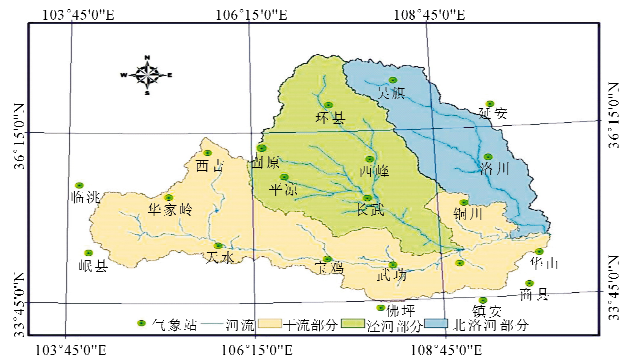 103°45'0"E 106°15'0"E 108°45'0"E
N
W E
S
吴旗
延安
环县
36°15'0"N 36°15'0"N
西吉 固原 西峰 洛川
临洮 平凉
华家岭 长武 铜川
岷县 天水 宝鸡 武功 华山
商县
33°45'0"N 33°45'0"N
佛坪 镇安
气象站 河流 干流部分 泾河部分 北洛河部分
103°45'0"E 106°15'0"E 108°45'0"E